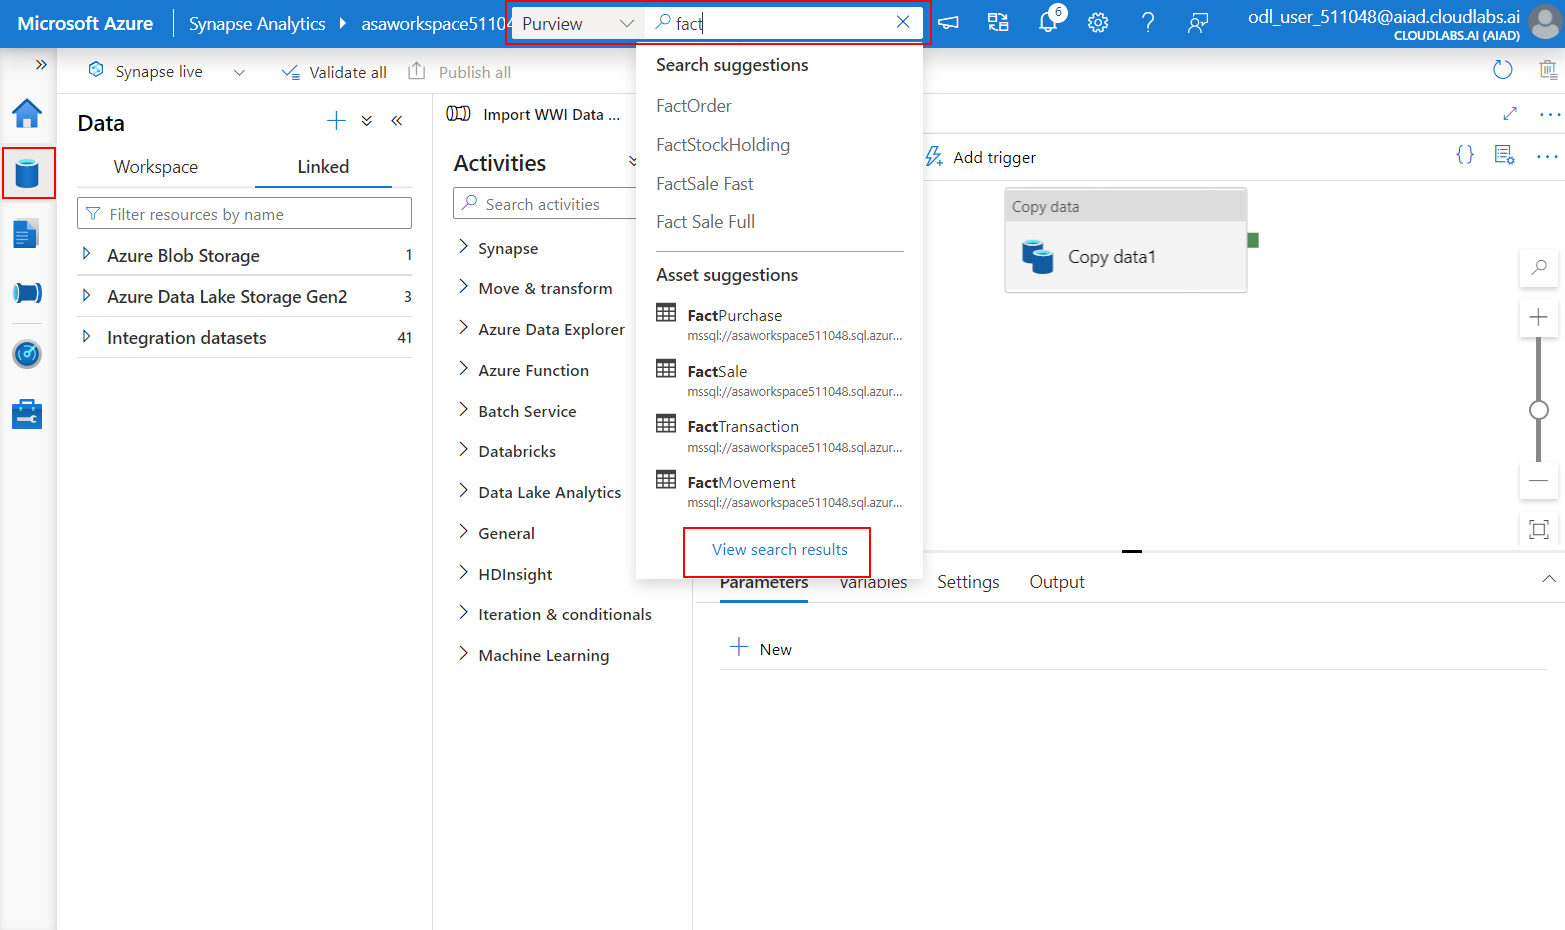 Microsoft Azure
Synapse Analytics
asaworkspace51104
Purview
fact
6
odl_user_511048@aiad.cloudlabs.ai
CLOUDLABS.AI (AIAD)
Synapse live
Validate all
Publish all
Data
Workspace
Linked
Filter resources by name
Azure Blob Storage 1
Azure Data Lake Storage Gen2 3
Integration datasets 41
Import WWI Data ...
Activities
Search activities
Synapse
Move & transform
Azure Data Explorer
Azure Function
Batch Service
Databricks
Data Lake Analytics
General
HDInsight
Iteration & conditionals
Machine Learning
Search suggestions
FactOrder
FactStockHolding
FactSale Fast
Fact Sale Full
Asset suggestions
FactPurchase
mssql://asaworkspace511048.sql.azur...
FactSale
mssql://asaworkspace511048.sql.azur...
FactTransaction
mssql://asaworkspace511048.sql.azur...
FactMovement
mssql://asaworkspace511048.sql.azur...
View search results
Add trigger
{}
Copy data
Copy data1
Parameters
Variables
Settings
Output
New